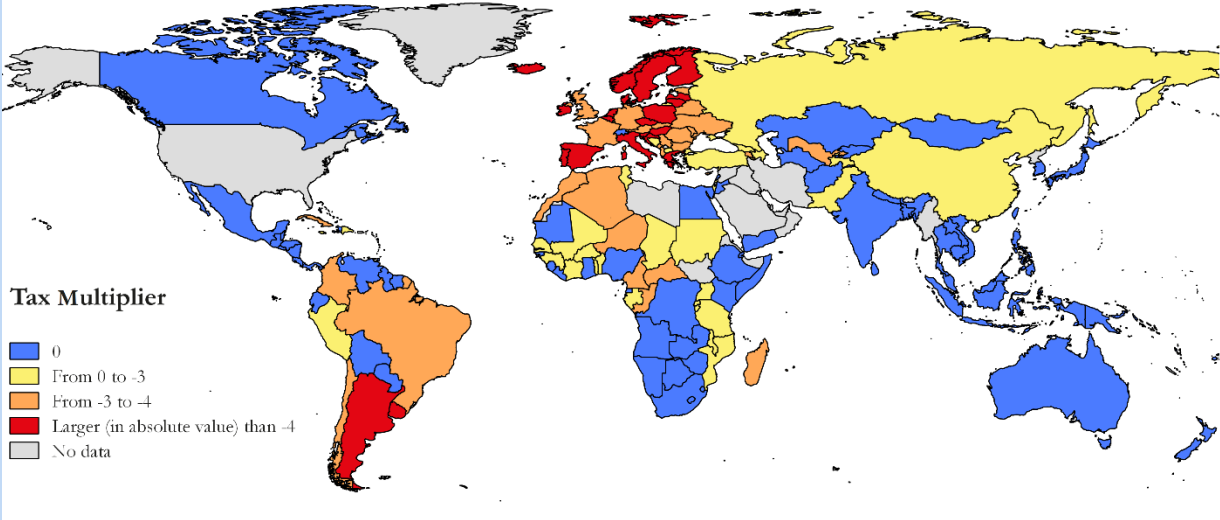 Tax Multiplier
0
From 0 to -3
From -3 to -4
Larger (in absolute value) than -4
No data